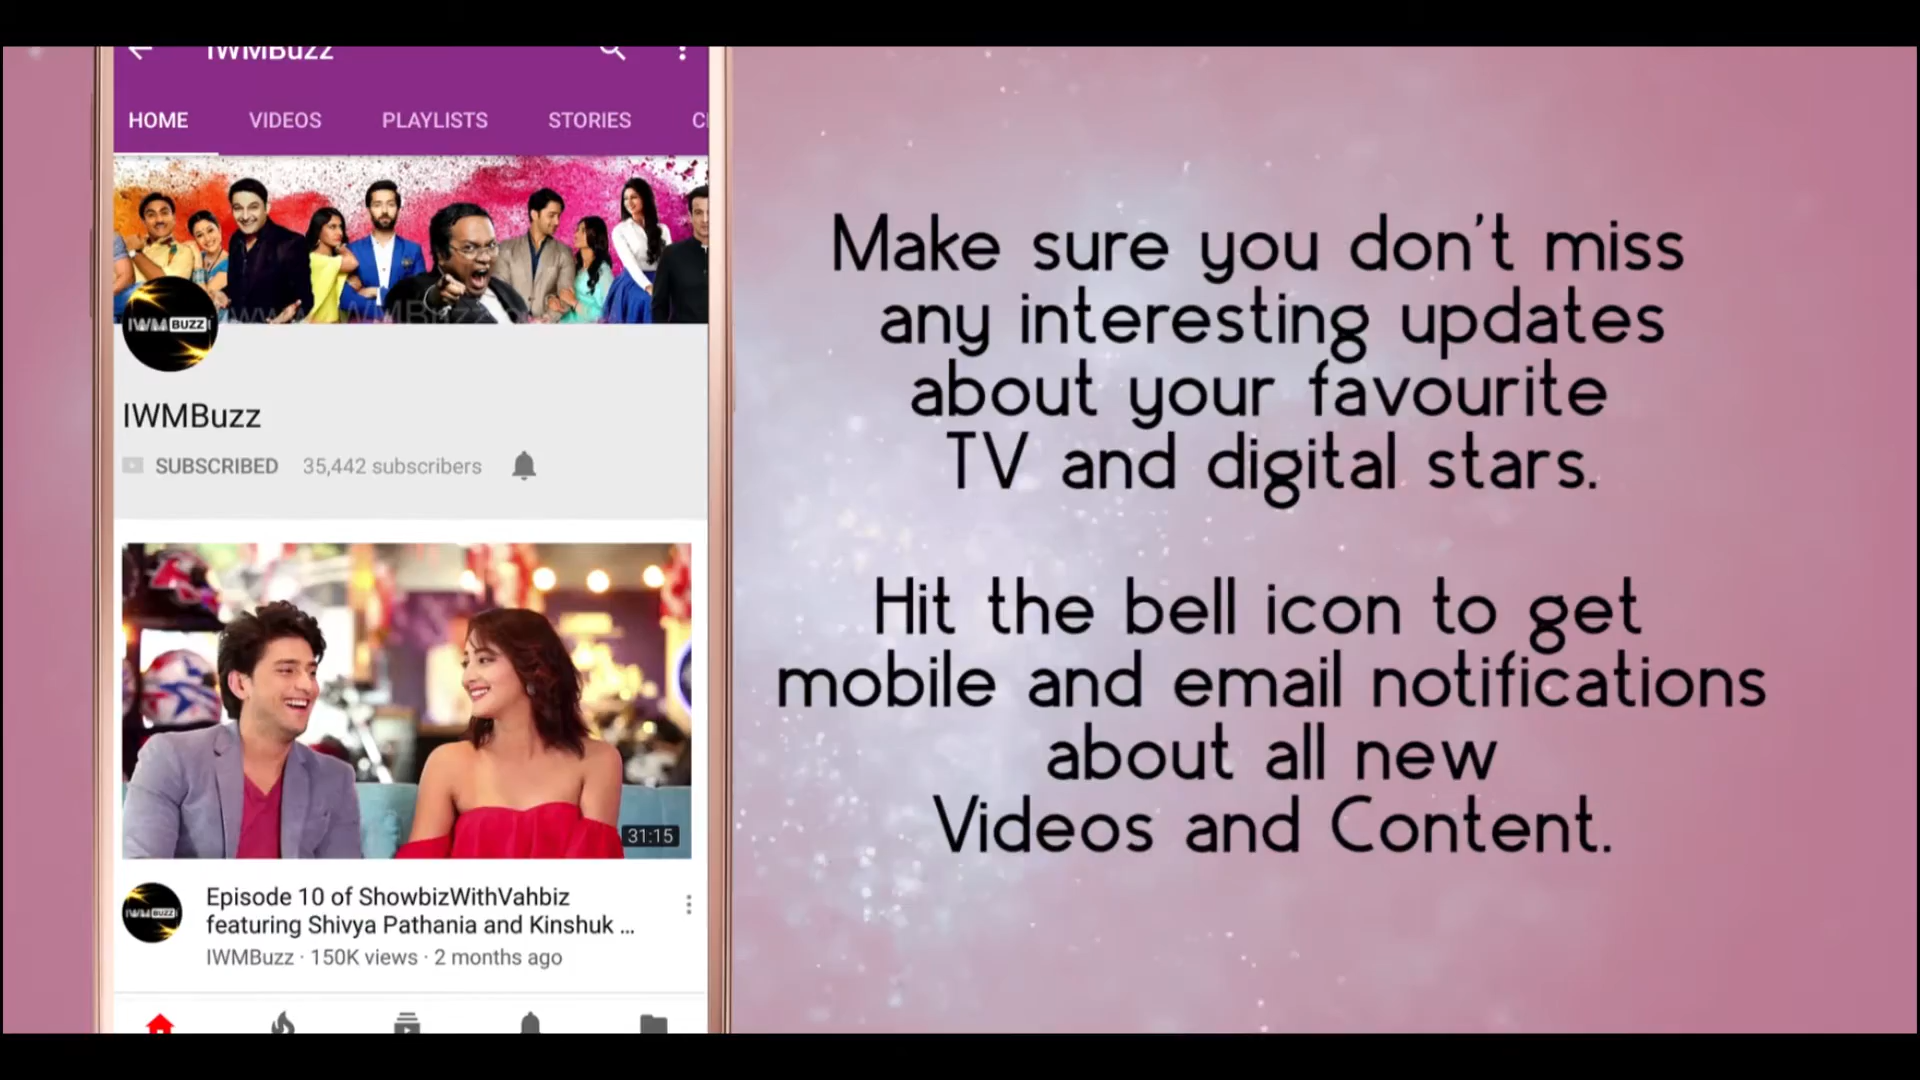 IWMBuzz
HOME VIDEOS PLAYLISTS STORIES
IWMBUZZ
IWMBuzz
SUBSCRIBED 35,442 subscribers
31:15
IWMBUZZ
Episode 10 of ShowbizWithVahbiz
featuring Shivya Pathania and Kinshuk ...
IWMBuzz · 150K views · 2 months ago
Make sure you don't miss
any interesting updates
about your favourite
TV and digital stars.
Hit the bell icon to get
mobile and email notifications
about all new
Videos and Content.